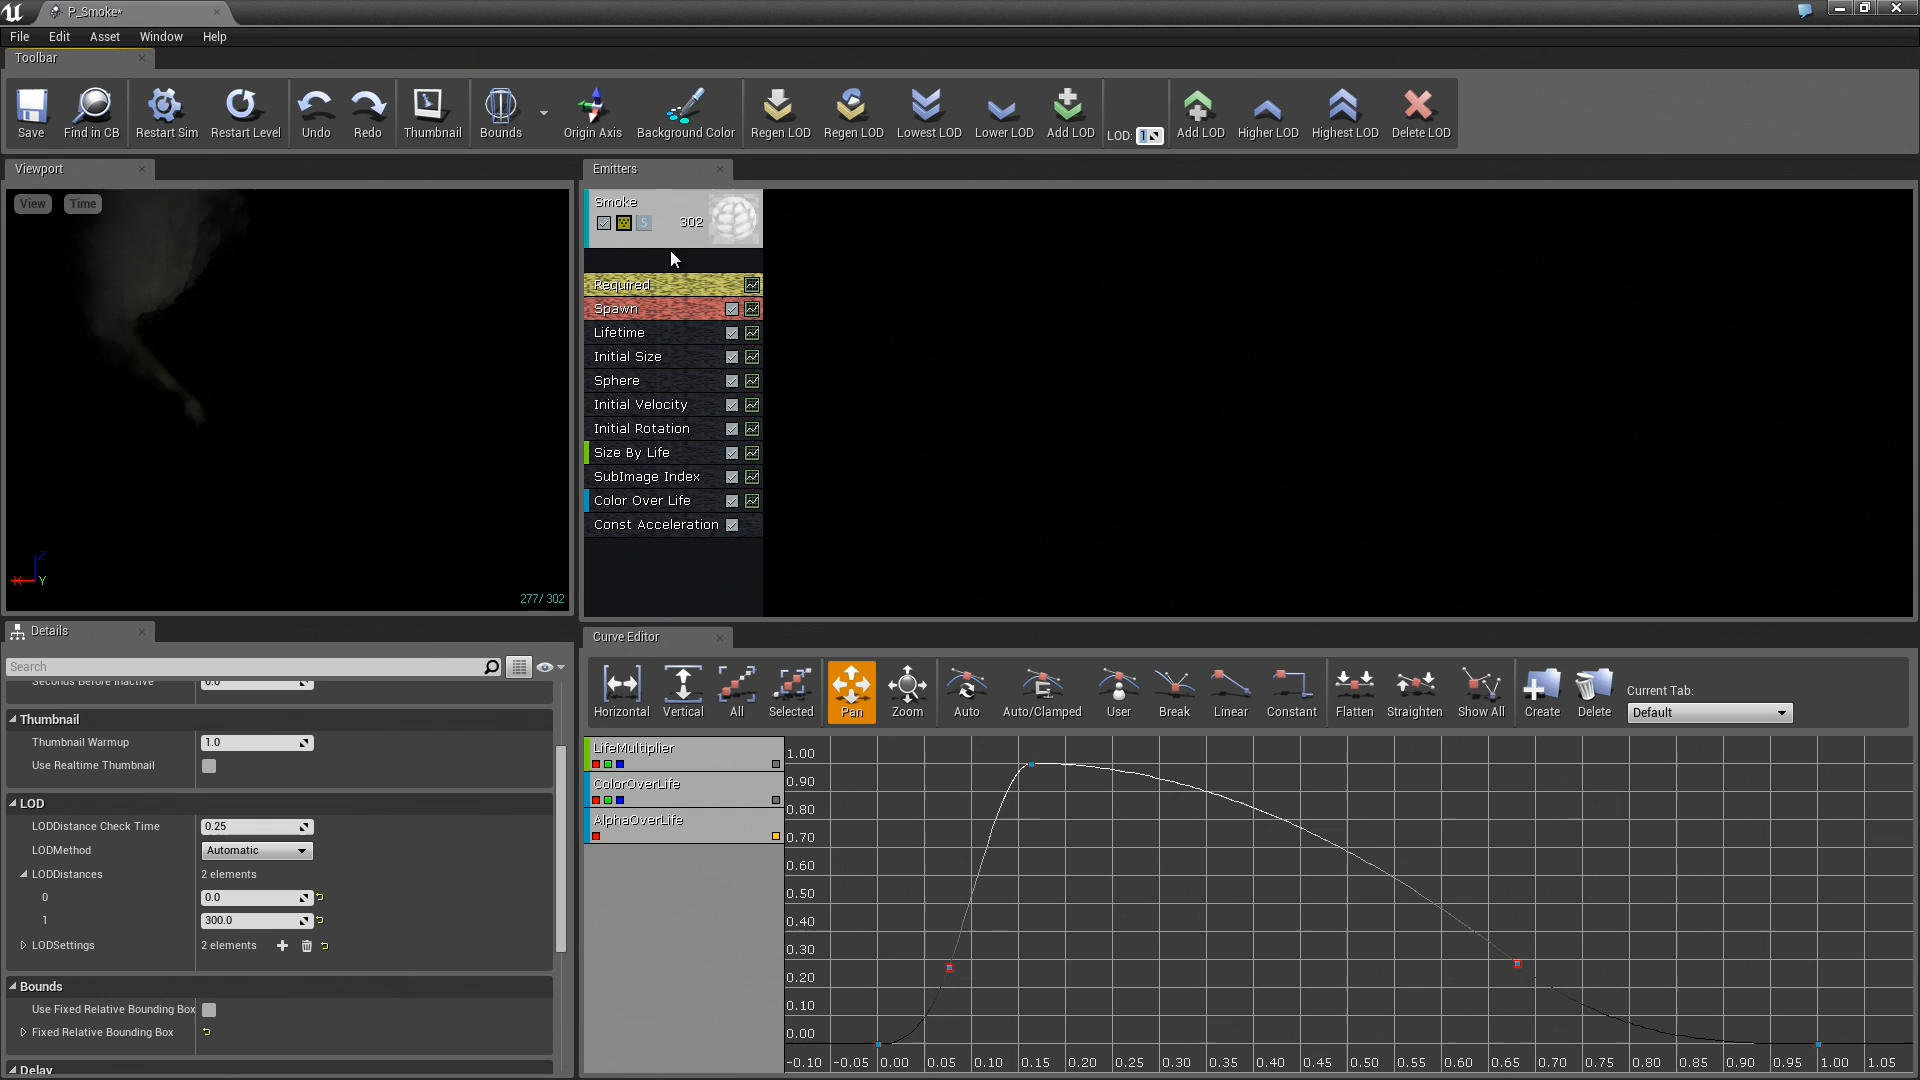 P_Smoke*
File Edit Asset Window Help
Toolbar
Save Find in CB Restart Sim Restart Level Undo Redo Thumbnail Bounds Origin Axis Background Color Regen LOD Regen LOD Lowest LOD Lower LOD Add LOD LOD: 1 Add LOD Higher LOD Highest LOD Delete LOD
Viewport
View Time
Z
X Y
277/ 302
Emitters
Smoke
S 302
Required
Spawn
Lifetime
Initial Size
Sphere
Initial Velocity
Initial Rotation
Size By Life
SubImage Index
Color Over Life
Const Acceleration
Details
Search
Seconds Before Inactive 0.0
Thumbnail
Thumbnail Warmup 1.0
Use Realtime Thumbnail
LOD
LODDistance Check Time 0.25
LODMethod Automatic
LODDistances 2 elements
0 0.0
1 300.0
LODSettings 2 elements
Bounds
Use Fixed Relative Bounding Box
Fixed Relative Bounding Box
Delay
Curve Editor
Horizontal Vertical All Selected Pan Zoom Auto Auto/Clamped User Break Linear Constant Flatten Straighten Show All Create Delete
Current Tab:
Default
LifeMultiplier
ColorOverLife
AlphaOverLife
1.00
0.90
0.80
0.70
0.60
0.50
0.40
0.30
0.20
0.10
0.00
-0.10 -0.05 0.00 0.05 0.10 0.15 0.20 0.25 0.30 0.35 0.40 0.45 0.50 0.55 0.60 0.65 0.70 0.75 0.80 0.85 0.90 0.95 1.00 1.05